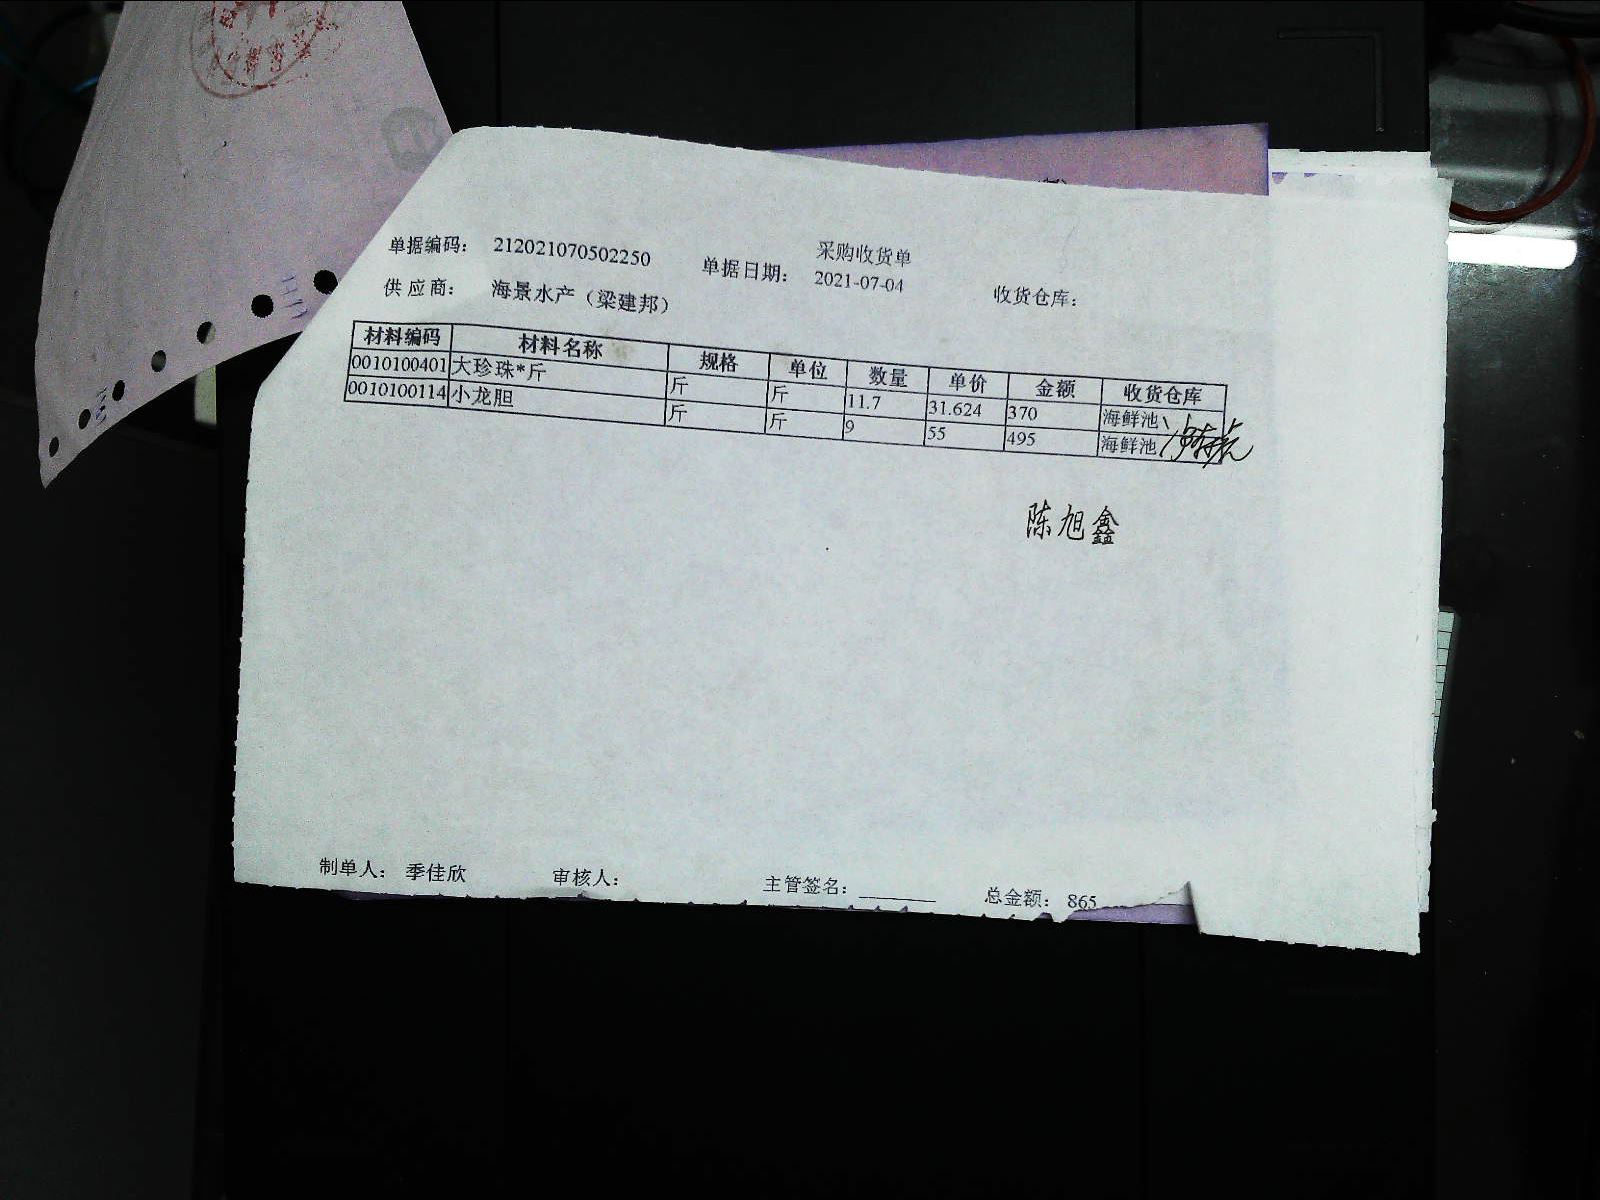 采购收货单
单据编码： 212021070502250 单据日期： 2021-07-04 收货仓库：
供应商： 海景水产（梁建邦）
材料编码 材料名称 规格 单位 数量 单价 金额 收货仓库
0010100401 大珍珠*斤 斤 斤 11.7 31.624 370 海鲜池
0010100114 小龙胆 斤 斤 9 55 495 海鲜池
陈旭鑫
制单人： 季佳欣 审核人： 主管签名： 总金额： 865